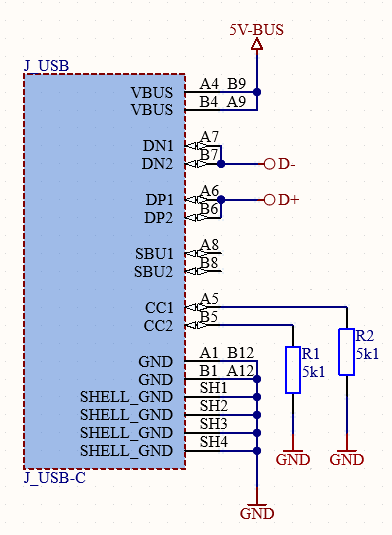 5V-BUS
J_USB
VBUS A4 B9
VBUS B4 A9
DN1 A7
DN2 B7 D-
DP1 A6 D+
DP2 B6
SBU1 A8
SBU2 B8
CC1 A5
CC2 B5
R2
5k1
R1
5k1
GND A1 B12
GND B1 A12
SHELL_GND SH1
SHELL_GND SH2
SHELL_GND SH3
SHELL_GND SH4
GND GND
J_USB-C
GND